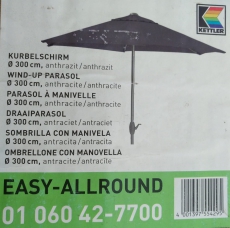 KETTLER
KURBELSCHIRM
Ø 300 cm, anthrazit/anthrazit
WIND-UP PARASOL
Ø 300 cm, anthracite/anthracite
PARASOL À MANIVELLE
Ø 300 cm, anthracite/anthracite
DRAAIPARASOL
Ø 300 cm, antraciet/antraciet
SOMBRILLA CON MANIVELA
Ø 300 cm, antracita/antracita
OMBRELLONE CON MANOVELLA
Ø 300 cm, antracite/antracite
EASY-ALLROUND
01 060 42-7700